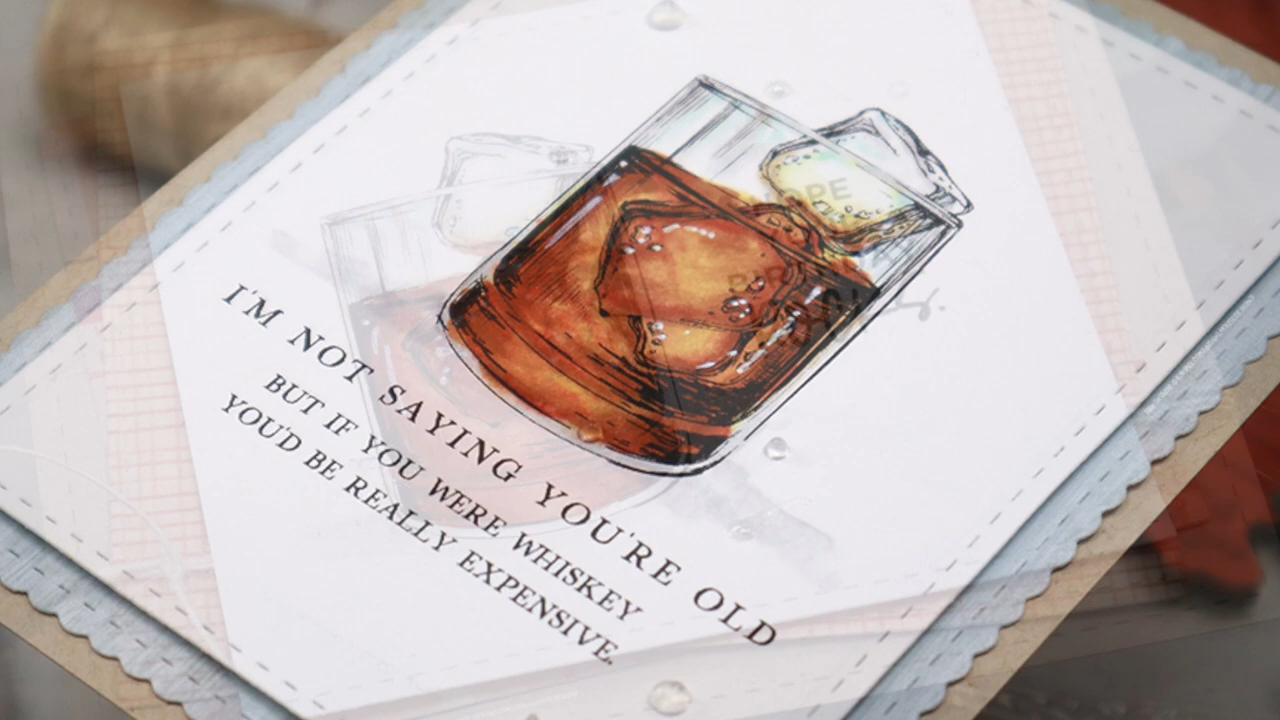 I'M NOT SAYING YOU'RE OLD
BUT IF YOU WERE WHISKEY
YOU'D BE REALLY EXPENSIVE.